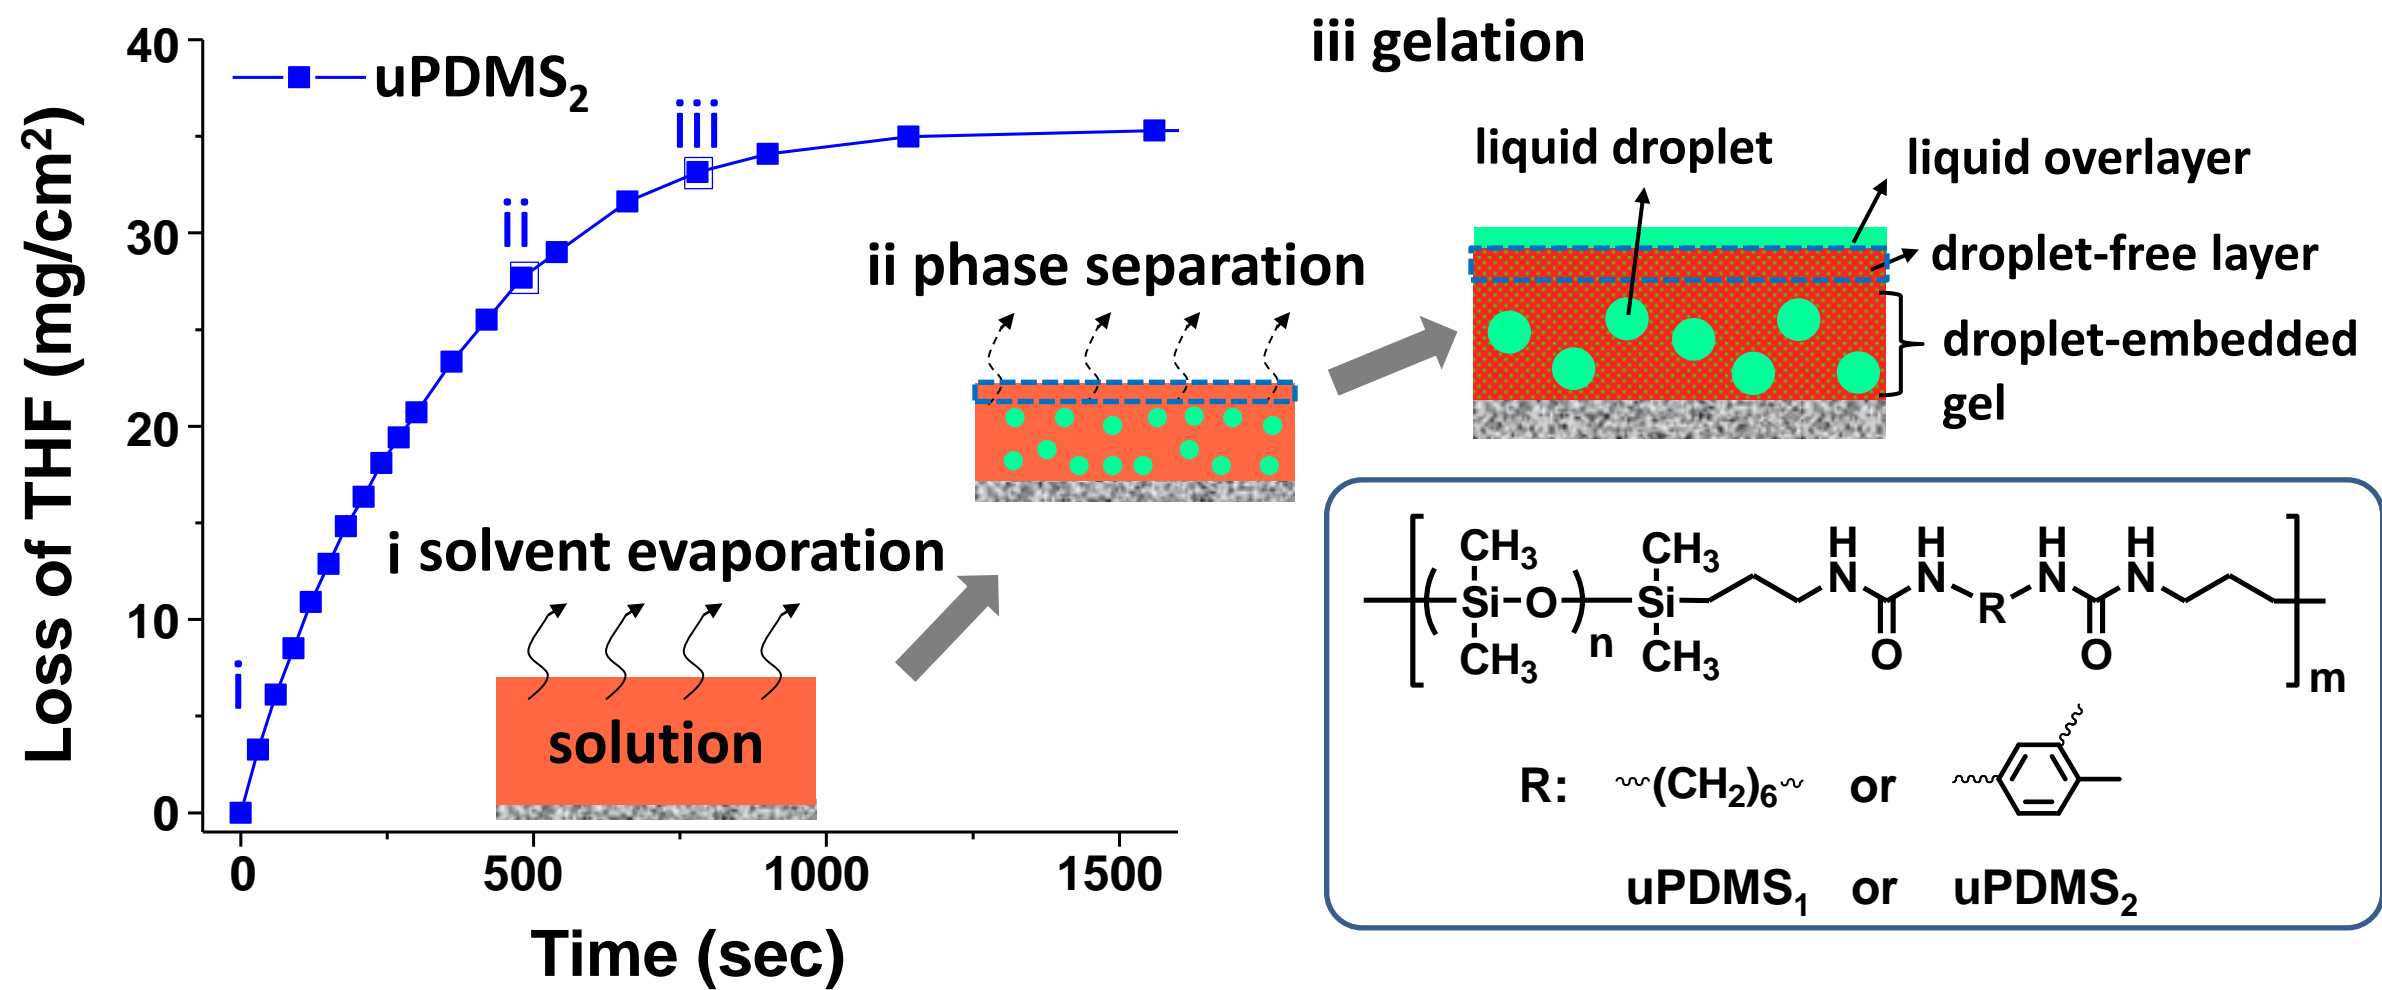 iii gelation
40
uPDMS₂
iii
liquid droplet
liquid overlayer
ii
30
ii phase separation
droplet-free layer
droplet-embedded
gel
Loss of THF (mg/cm²)
20
i solvent evaporation
solution
10
i
0
0 500 1000 1500
Time (sec)
CH₃ CH₃ H H H H
N N N N
Si O Si R
n
CH₃ CH₃ O O
m
R: (CH₂)₆ or
uPDMS₁ or uPDMS₂